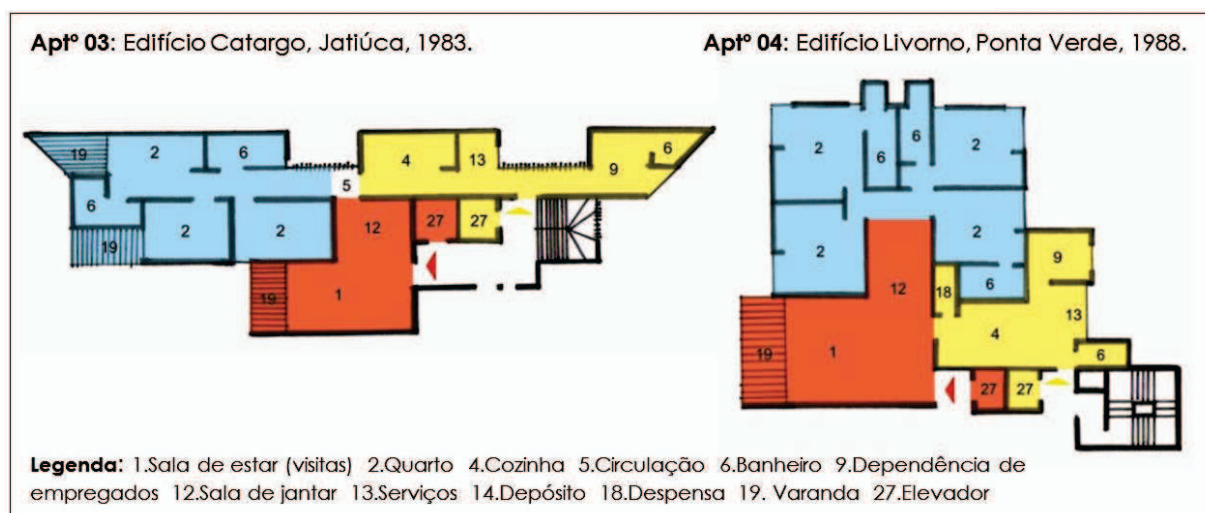 Aptº 03: Edifício Catargo, Jatiúca, 1983.
Aptº 04: Edifício Livorno, Ponta Verde, 1988.
19 2 6 4 13 9 6
5
6 2 2 12 27 27
19
19 1
2 6 6 2
2 2 9
12 18 6
13
19 1 4 6
27 27
Legenda: 1.Sala de estar (visitas) 2.Quarto 4.Cozinha 5.Circulação 6.Banheiro 9.Dependência de
empregados 12.Sala de jantar 13.Serviços 14.Depósito 18.Despensa 19. Varanda 27.Elevador